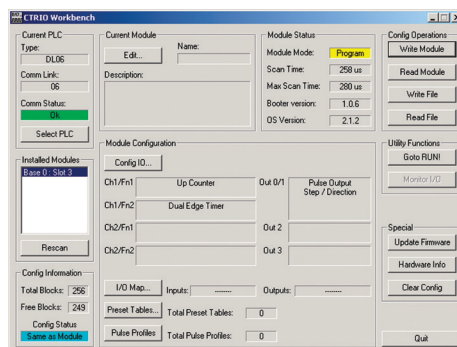 CTRIO Workbench
Current PLC
Type:
DL06
Comm Link:
06
Comm Status:
Ok
Select PLC
Installed Modules
Base 0 : Slot 3
Rescan
Config Information
Total Blocks: 256
Free Blocks: 249
Config Status
Same as Module
Current Module
Edit...
Name:
Description:
Module Status
Module Mode: Program
Scan Time: 258 us
Max Scan Time: 280 us
Booter version: 1.0.6
OS Version: 2.1.2
Module Configuration
Config IO...
Ch1/Fn1 Up Counter
Out 0/1 Pulse Output
Step / Direction
Ch1/Fn2 Dual Edge Timer
Ch2/Fn1
Out 2
Ch2/Fn2
Out 3
I/O Map... Inputs: -------- Outputs: --------
Preset Tables... Total Preset Tables: 0
Pulse Profiles Total Pulse Profiles: 0
Config Operations
Write Module
Read Module
Write File
Read File
Utility Functions
Goto RUN!
Monitor I/O
Special
Update Firmware
Hardware Info
Clear Config
Quit